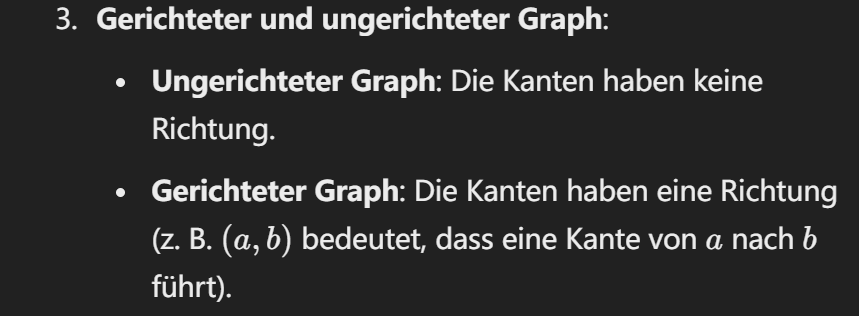 3. Gerichteter und ungerichteter Graph:
• Ungerichteter Graph: Die Kanten haben keine
Richtung.
• Gerichteter Graph: Die Kanten haben eine Richtung
(z. B. (a, b) bedeutet, dass eine Kante von a nach b
führt).